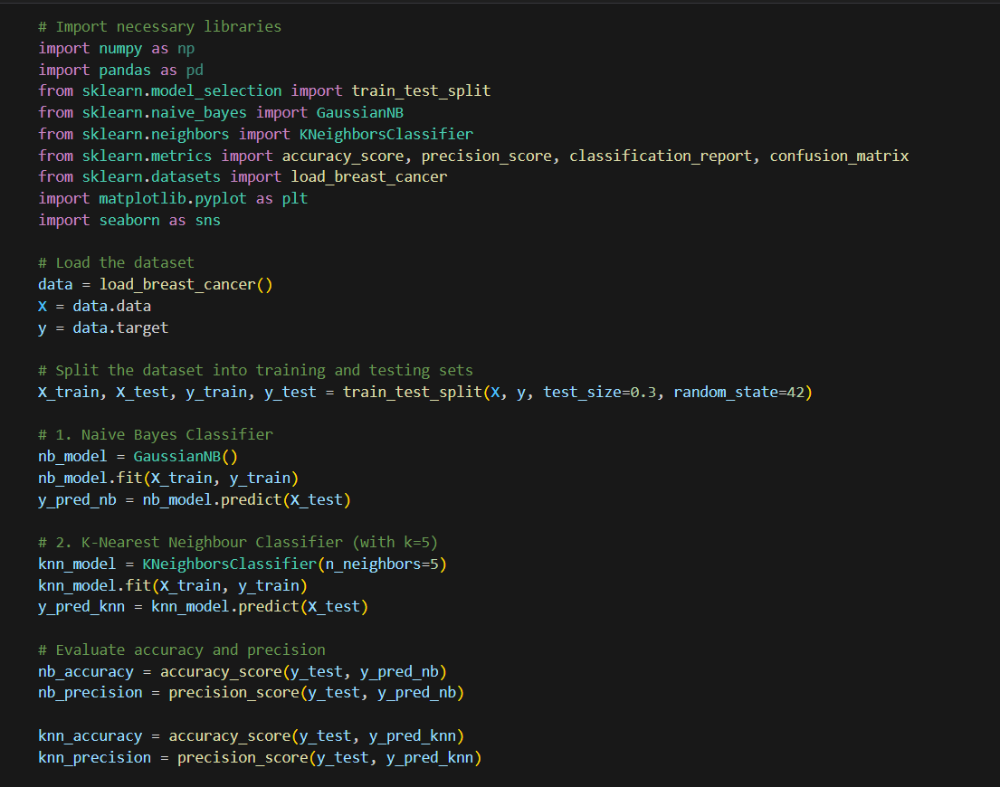 # Import necessary libraries
import numpy as np
import pandas as pd
from sklearn.model_selection import train_test_split
from sklearn.naive_bayes import GaussianNB
from sklearn.neighbors import KNeighborsClassifier
from sklearn.metrics import accuracy_score, precision_score, classification_report, confusion_matrix
from sklearn.datasets import load_breast_cancer
import matplotlib.pyplot as plt
import seaborn as sns
# Load the dataset
data = load_breast_cancer()
X = data.data
y = data.target
# Split the dataset into training and testing sets
X_train, X_test, y_train, y_test = train_test_split(X, y, test_size=0.3, random_state=42)
# 1. Naive Bayes Classifier
nb_model = GaussianNB()
nb_model.fit(X_train, y_train)
y_pred_nb = nb_model.predict(X_test)
# 2. K-Nearest Neighbour Classifier (with k=5)
knn_model = KNeighborsClassifier(n_neighbors=5)
knn_model.fit(X_train, y_train)
y_pred_knn = knn_model.predict(X_test)
# Evaluate accuracy and precision
nb_accuracy = accuracy_score(y_test, y_pred_nb)
nb_precision = precision_score(y_test, y_pred_nb)
knn_accuracy = accuracy_score(y_test, y_pred_knn)
knn_precision = precision_score(y_test, y_pred_knn)